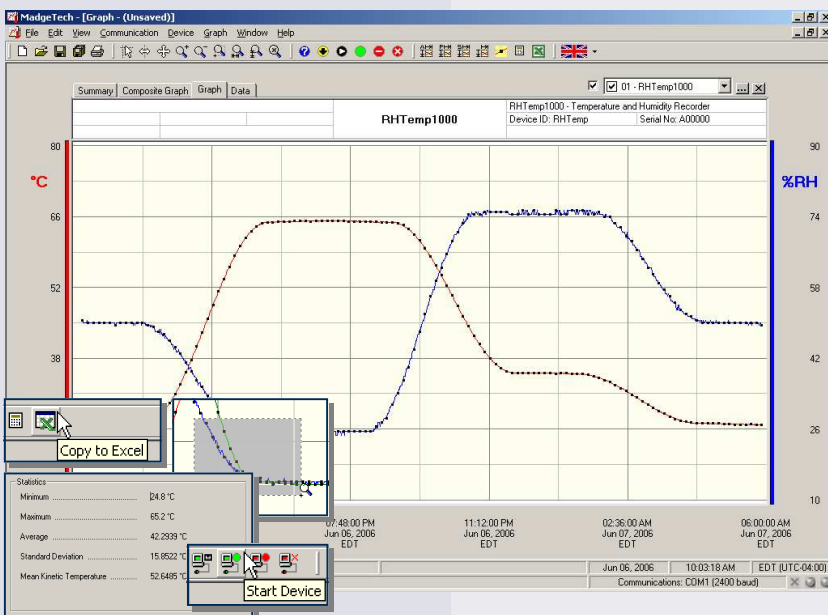 MadgeTech - [Graph - (Unsaved)]
File Edit View Communication Device Graph Window Help
Summary Composite Graph Graph Data
01 - RHTemp1000
RHTemp1000
RHTemp1000 - Temperature and Humidity Recorder
Device ID: RHTemp Serial No: A00000
80 90
°C %RH
66 74
52 58
38 42
26
10
Copy to Excel
Statistics
Minimum 24.8 °C
Maximum 65.2 °C
Average 42.2939 °C
Standard Deviation 15.8522 °C
Mean Kinetic Temperature 52.6485 °C
Start Device
07:48:00 PM 11:12:00 PM 02:36:00 AM 06:00:00 AM
Jun 06, 2006 Jun 06, 2006 Jun 07, 2006 Jun 07, 2006
EDT EDT EDT EDT
Jun 06, 2006 10:03:18 AM EDT (UTC-04:00)
Communications: COM1 (2400 baud)